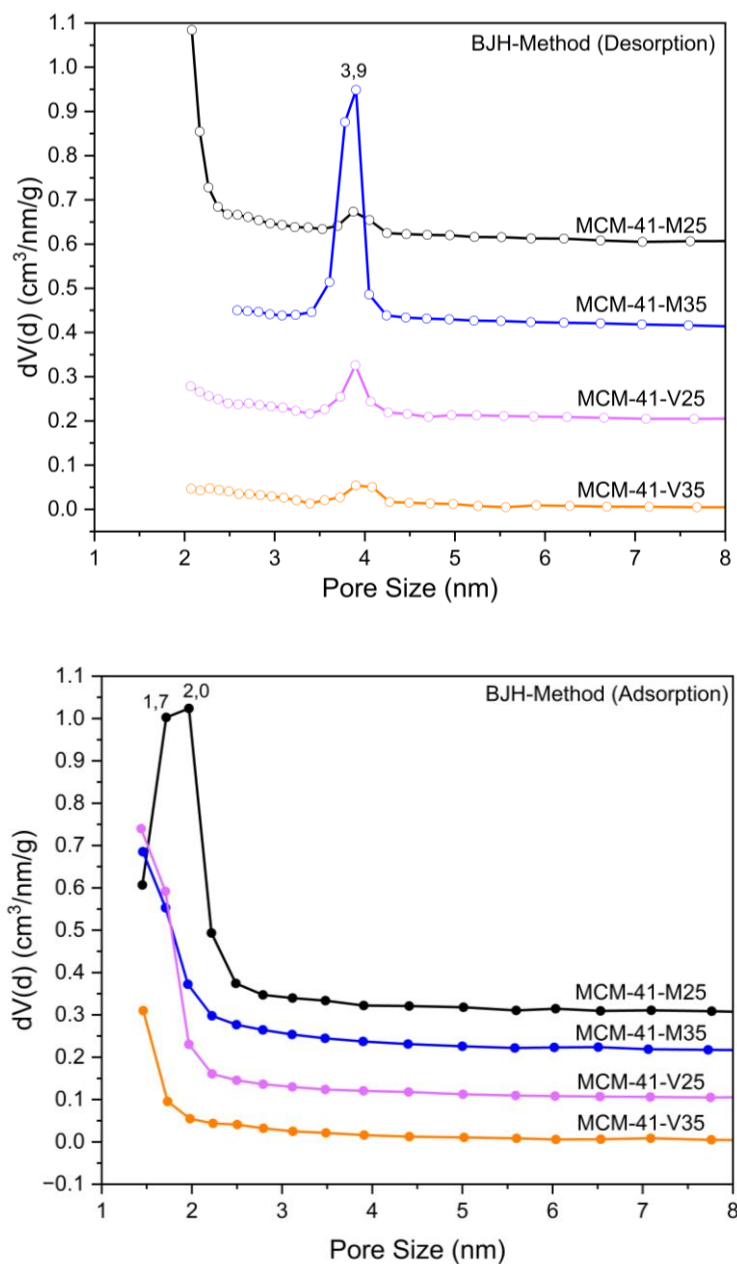 1.1
BJH-Method (Desorption)
1.0
3,9
0.9
0.8
0.7
MCM-41-M25
0.6
0.5
MCM-41-M35
0.4
0.3
MCM-41-V25
0.2
0.1
MCM-41-V35
0.0
dV(d) (cm³/nm/g)
1 2 3 4 5 6 7 8
Pore Size (nm)
1.1
BJH-Method (Adsorption)
1,7 2,0
1.0
0.9
0.8
0.7
0.6
0.5
0.4
MCM-41-M25
0.3
MCM-41-M35
0.2
MCM-41-V25
0.1
MCM-41-V35
0.0
−0.1
dV(d) (cm³/nm/g)
1 2 3 4 5 6 7 8
Pore Size (nm)